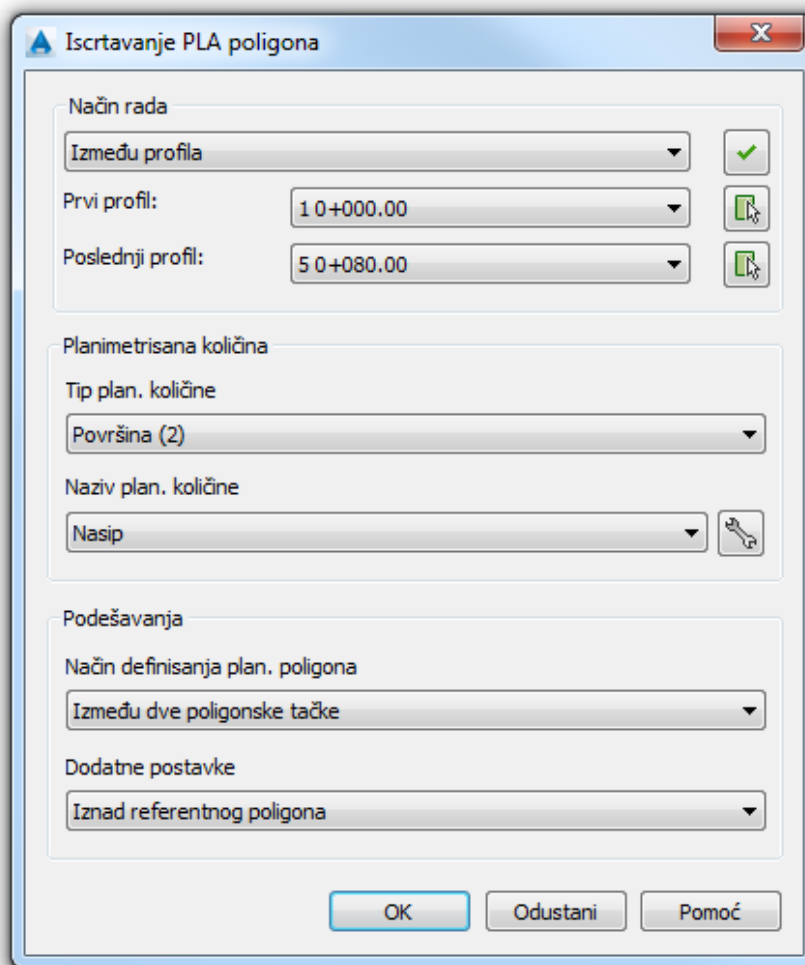 Iscrtavanje PLA poligona
Način rada
Između profila
Prvi profil:
1 0+000.00
Poslednji profil:
5 0+080.00
Planimetrisana količina
Tip plan. količine
Površina (2)
Naziv plan. količine
Nasip
Podešavanja
Način definisanja plan. poligona
Između dve poligonske tačke
Dodatne postavke
Iznad referentnog poligona
OK
Odustani
Pomoć